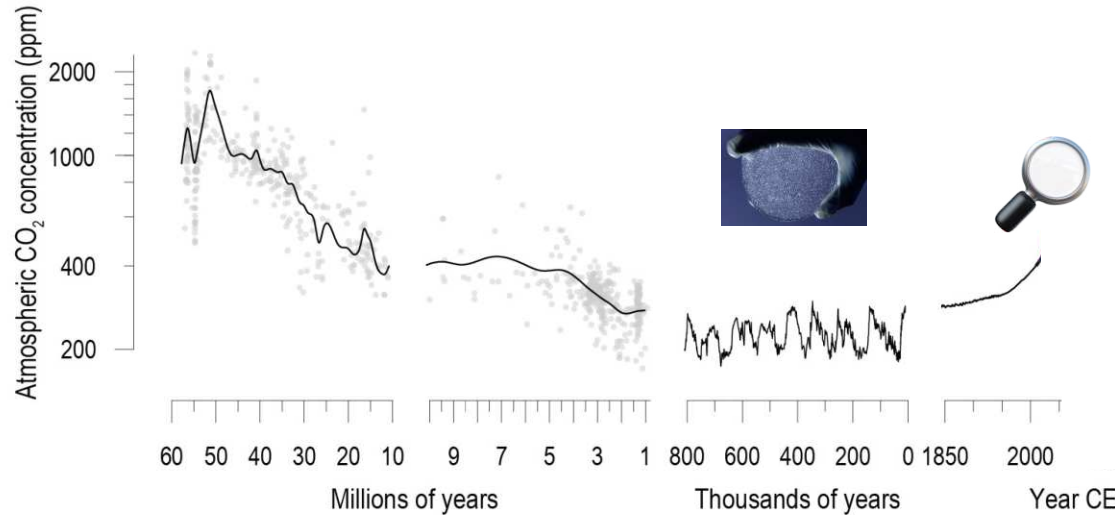 Atmospheric CO₂ concentration (ppm)
2000
1000
400
200
60 50 40 30 20 10 9 7 5 3 1 800 600 400 200 0 1850 2000
Millions of years Thousands of years Year CE